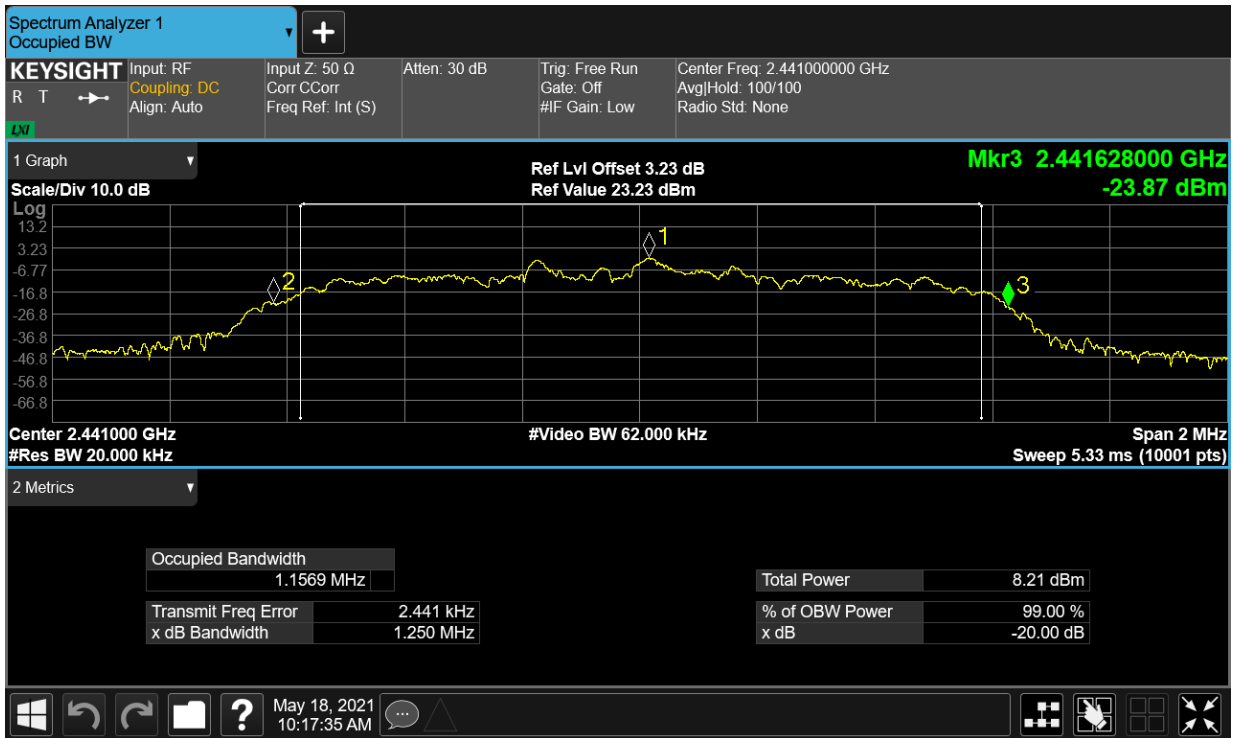 Spectrum Analyzer 1
Occupied BW
KEYSIGHT
R T
LXI
Input: RF
Coupling: DC
Align: Auto
Input Z: 50 Ω
Corr CCorr
Freq Ref: Int (S)
Atten: 30 dB
Trig: Free Run
Gate: Off
#IF Gain: Low
Center Freq: 2.441000000 GHz
Avg|Hold: 100/100
Radio Std: None
1 Graph
Scale/Div 10.0 dB
Ref Lvl Offset 3.23 dB
Ref Value 23.23 dBm
Mkr3 2.441628000 GHz
-23.87 dBm
Log
13.2
3.23
-6.77
-16.8
-26.8
-36.8
-46.8
-56.8
-66.8
1
2
3
Center 2.441000 GHz
#Video BW 62.000 kHz
Span 2 MHz
#Res BW 20.000 kHz
Sweep 5.33 ms (10001 pts)
2 Metrics
Occupied Bandwidth
1.1569 MHz
Transmit Freq Error 2.441 kHz
x dB Bandwidth 1.250 MHz
Total Power 8.21 dBm
% of OBW Power 99.00 %
x dB -20.00 dB
?
May 18, 2021
10:17:35 AM